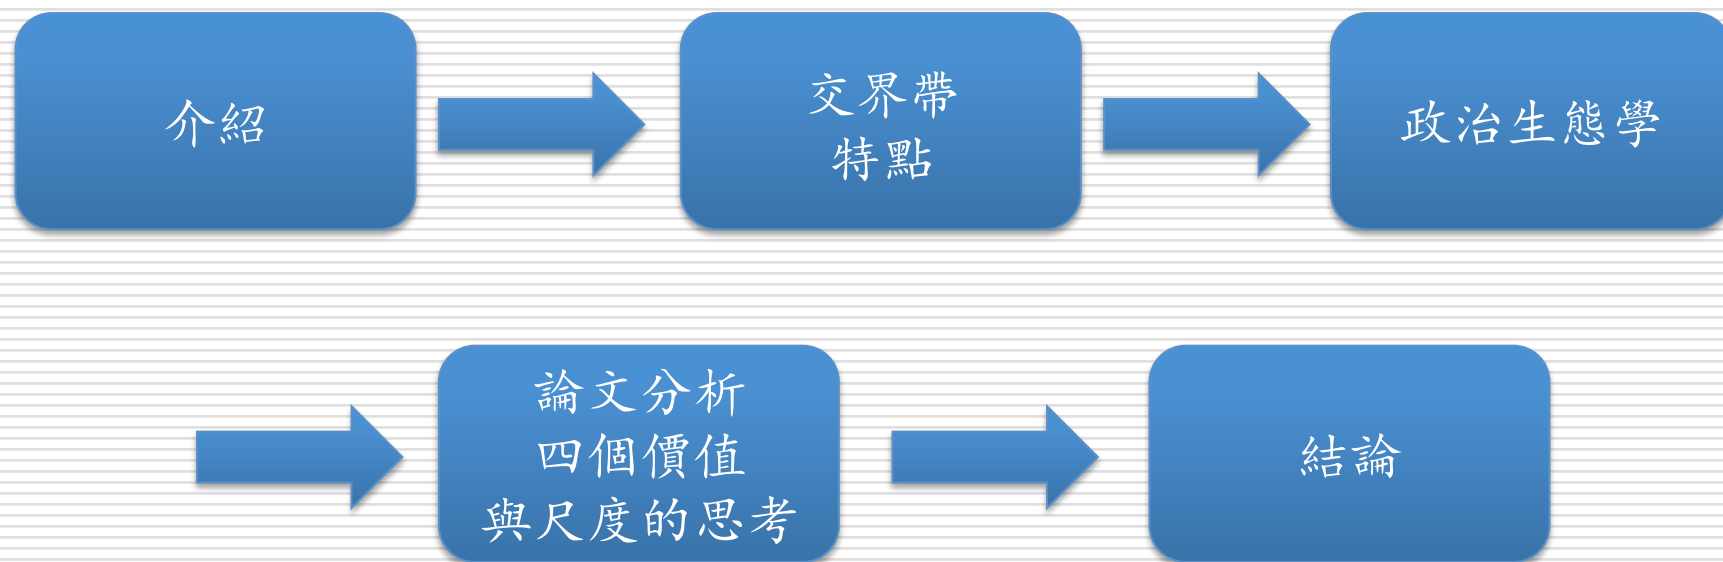 介紹
交界帶
特點
政治生態學
論文分析
四個價值
與尺度的思考
結論